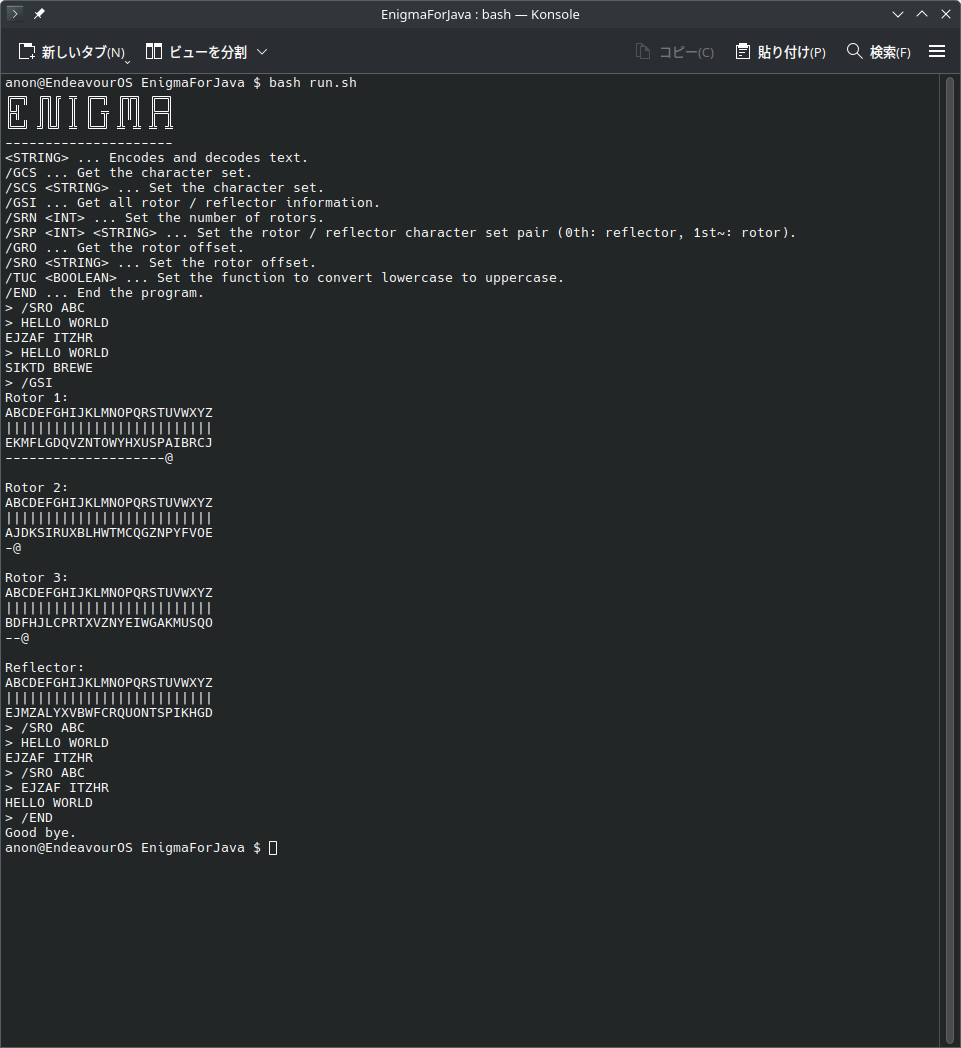 EnigmaForJava : bash — Konsole
新しいタブ(N) ビューを分割 コピー(C) 貼り付け(P) 検索(F)
anon@EndeavourOS EnigmaForJava $ bash run.sh
ENIGMA
---------------------
<STRING> ... Encodes and decodes text.
/GCS ... Get the character set.
/SCS <STRING> ... Set the character set.
/GSI ... Get all rotor / reflector information.
/SRN <INT> ... Set the number of rotors.
/SRP <INT> <STRING> ... Set the rotor / reflector character set pair (0th: reflector, 1st~: rotor).
/GRO ... Get the rotor offset.
/SRO <STRING> ... Set the rotor offset.
/TUC <BOOLEAN> ... Set the function to convert lowercase to uppercase.
/END ... End the program.
> /SRO ABC
> HELLO WORLD
EJZAF ITZHR
> HELLO WORLD
SIKTD BREWE
> /GSI
Rotor 1:
ABCDEFGHIJKLMNOPQRSTUVWXYZ
||||||||||||||||||||||||||
EKMFLGDQVZNTOWYHXUSPAIBRCJ
--------------------@

Rotor 2:
ABCDEFGHIJKLMNOPQRSTUVWXYZ
||||||||||||||||||||||||||
AJDKSIRUXBLHWTMCQGZNPYFVOE
-@

Rotor 3:
ABCDEFGHIJKLMNOPQRSTUVWXYZ
||||||||||||||||||||||||||
BDFHJLCPRTXVZNYEIWGAKMUSQO
--@

Reflector:
ABCDEFGHIJKLMNOPQRSTUVWXYZ
||||||||||||||||||||||||||
EJMZALYXVBWFCRQUONTSPIKHGD
> /SRO ABC
> HELLO WORLD
EJZAF ITZHR
> /SRO ABC
> EJZAF ITZHR
HELLO WORLD
> /END
Good bye.
anon@EndeavourOS EnigmaForJava $